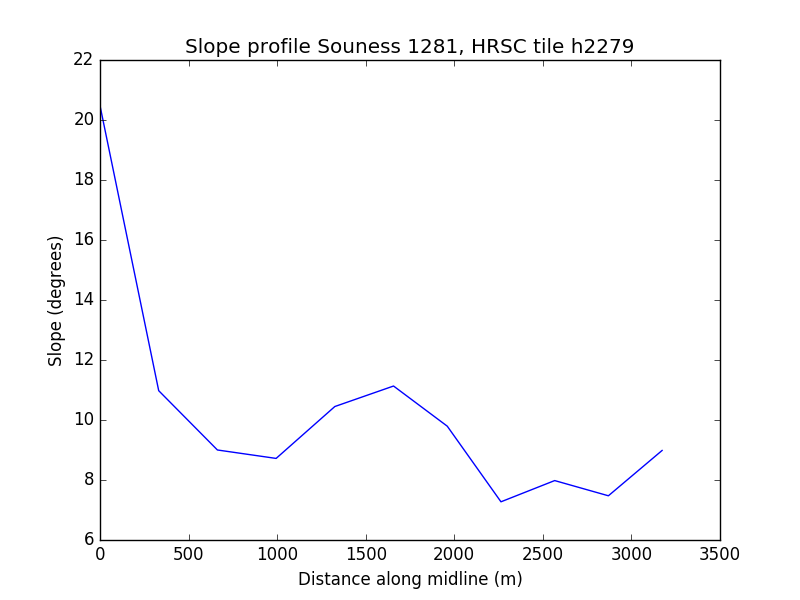 Slope profile Souness 1281, HRSC tile h2279
22
20
18
16
14
12
10
8
6
Slope (degrees)
0 500 1000 1500 2000 2500 3000 3500
Distance along midline (m)